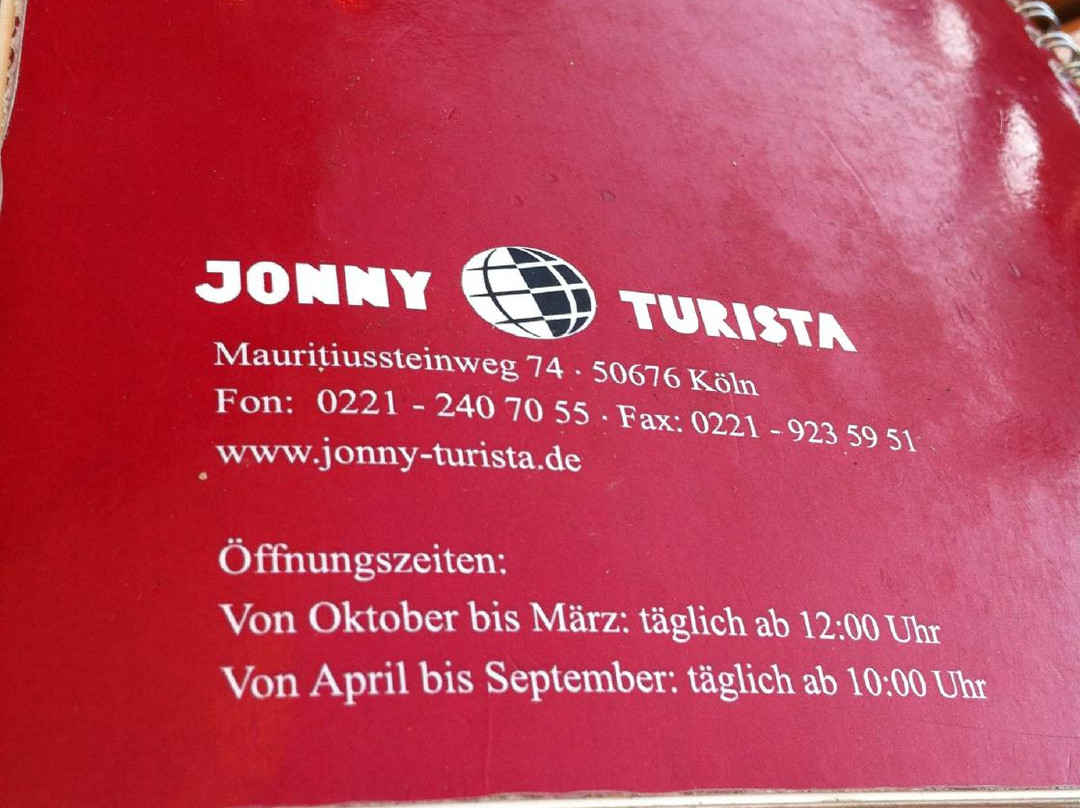 JONNY TURISTA
Mauritiussteinweg 74 · 50676 Köln
Fon: 0221 - 240 70 55 · Fax: 0221 - 923 59 51
www.jonny-turista.de
Öffnungszeiten:
Von Oktober bis März: täglich ab 12:00 Uhr
Von April bis September: täglich ab 10:00 Uhr